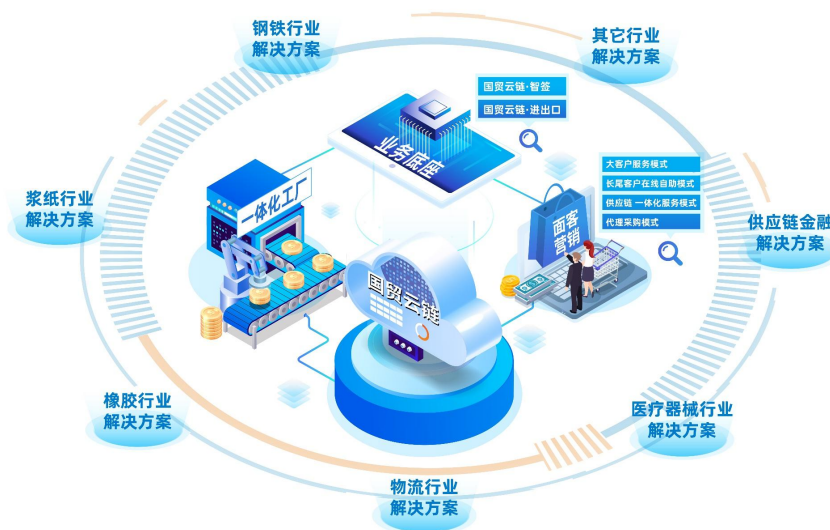 钢铁行业
解决方案
其它行业
解决方案
国贸云链·智签
国贸云链·进出口
业务底座
大客户服务模式
长尾客户在线自助模式
供应链一体化服务模式
代理采购模式
一体化工厂
浆纸行业
解决方案
面客
营销
供应链金融
解决方案
国贸云链
橡胶行业
解决方案
医疗器械行业
解决方案
物流行业
解决方案